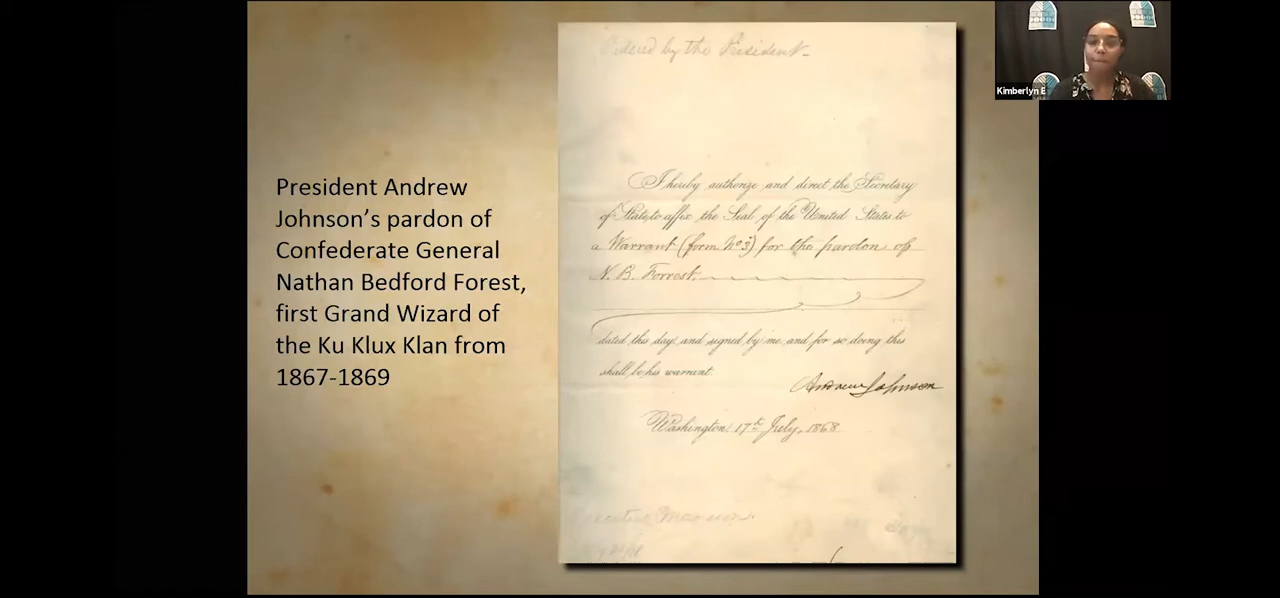 President Andrew
Johnson's pardon of
Confederate General
Nathan Bedford Forest,
first Grand Wizard of
the Ku Klux Klan from
1867-1869
Ordered by the President.
I hereby authorize and direct the Secretary
of State to affix the Seal of the United States to
a Warrant (form No 3) for the pardon of
N. B. Forrest.
dated this day, and signed by me, and for so doing this
shall be his warrant.
Andrew Johnson
Washington, 17th July, 1868
Kimberlyn E